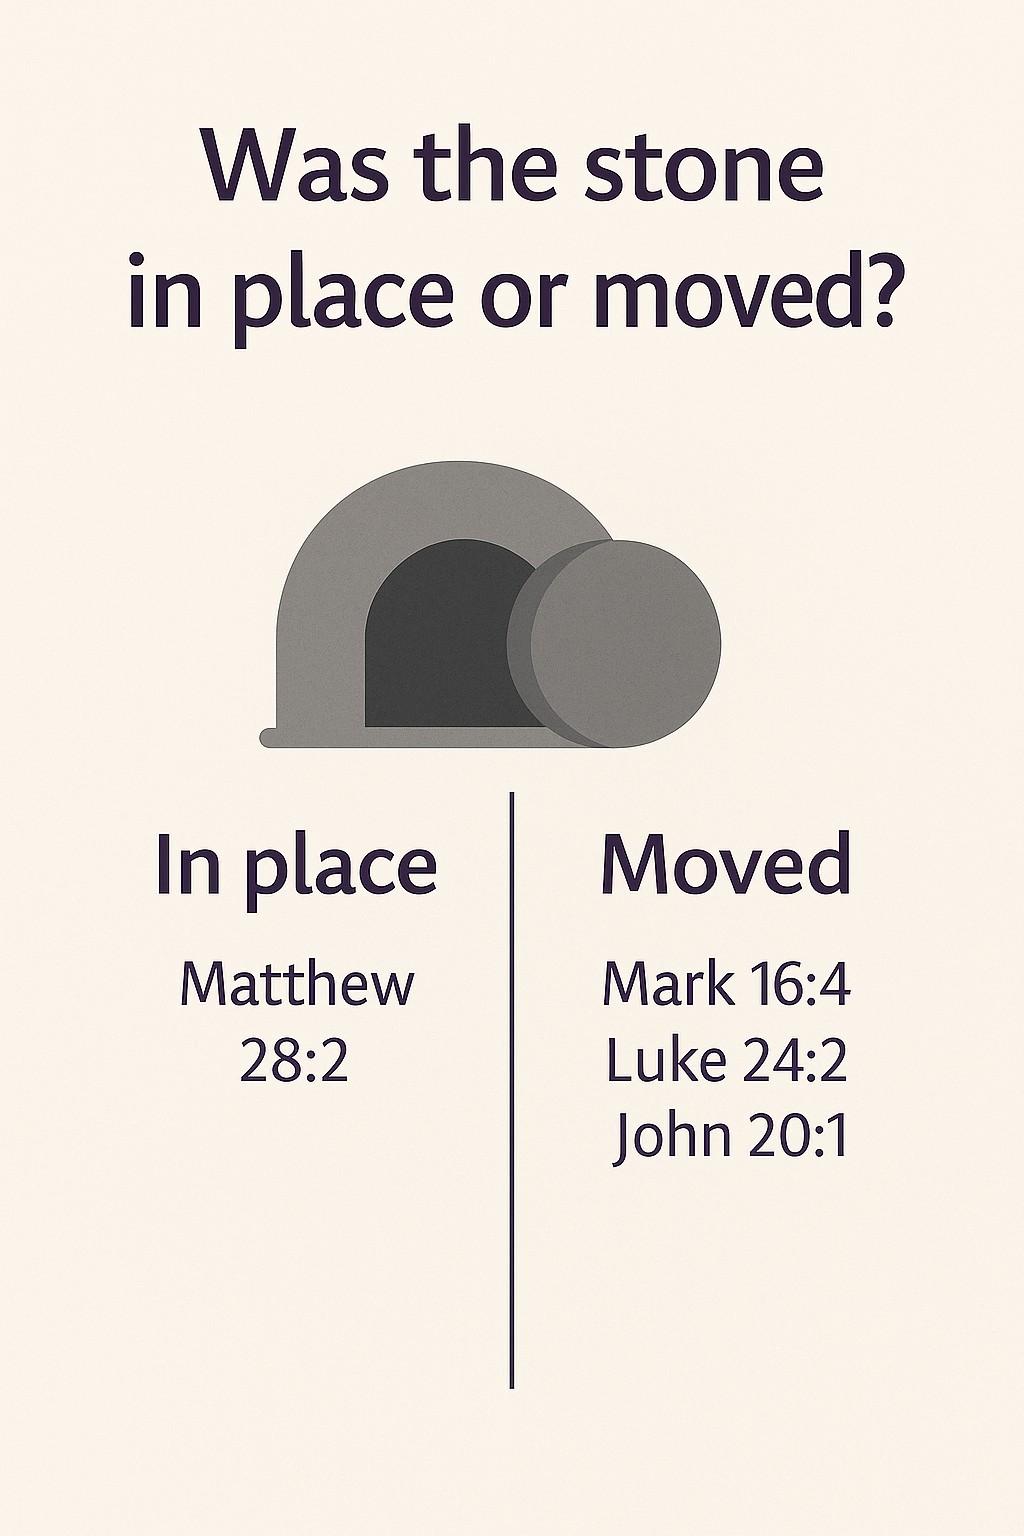 Was the stone
in place or moved?
In place
Matthew
28:2
Moved
Mark 16:4
Luke 24:2
John 20:1